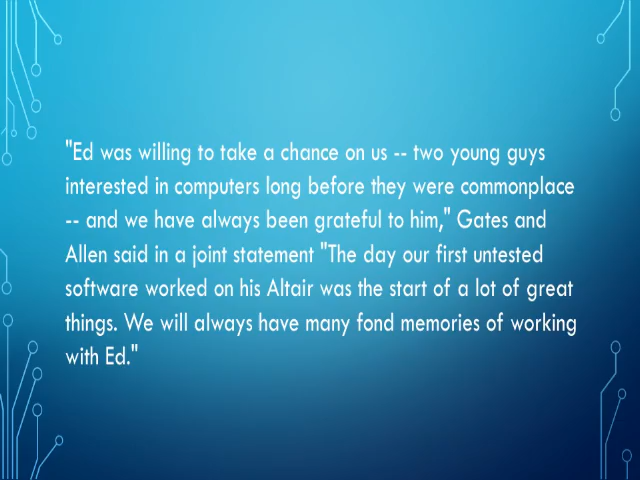 "Ed was willing to take a chance on us -- two young guys
interested in computers long before they were commonplace
-- and we have always been grateful to him," Gates and
Allen said in a joint statement "The day our first untested
software worked on his Altair was the start of a lot of great
things. We will always have many fond memories of working
with Ed."